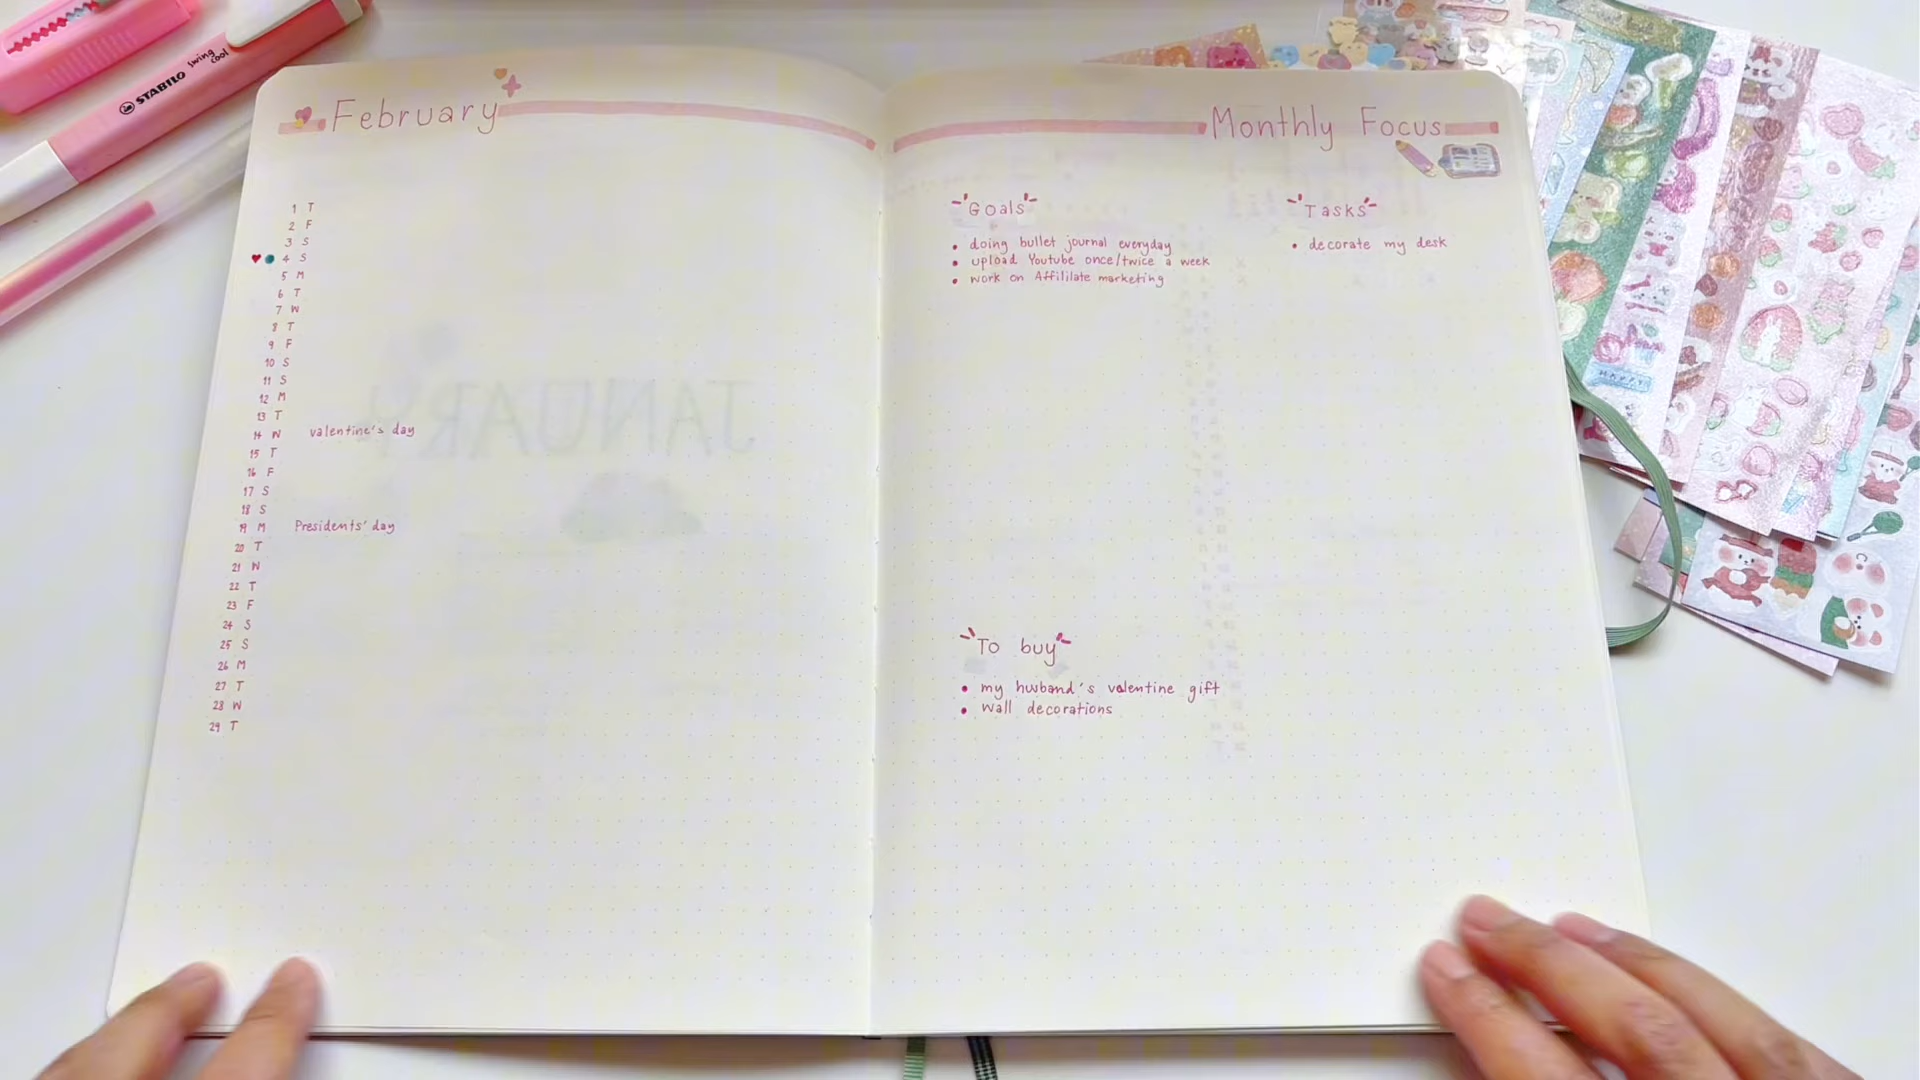 STABILO swing cool
February
1 T
2 F
3 S
4 S
5 M
6 T
7 W
8 T
9 F
10 S
11 S
12 M
13 T
14 W valentine's day
15 T
16 F
17 S
18 S
19 M Presidents' day
20 T
21 W
22 T
23 F
24 S
25 S
26 M
27 T
28 W
29 T
JANUARY
Monthly Focus
Goals
• doing bullet journal everyday
• upload Youtube once/twice a week
• work on Affililate marketing
Tasks
• decorate my desk
To buy
• my husband's valentine gift
• wall decorations